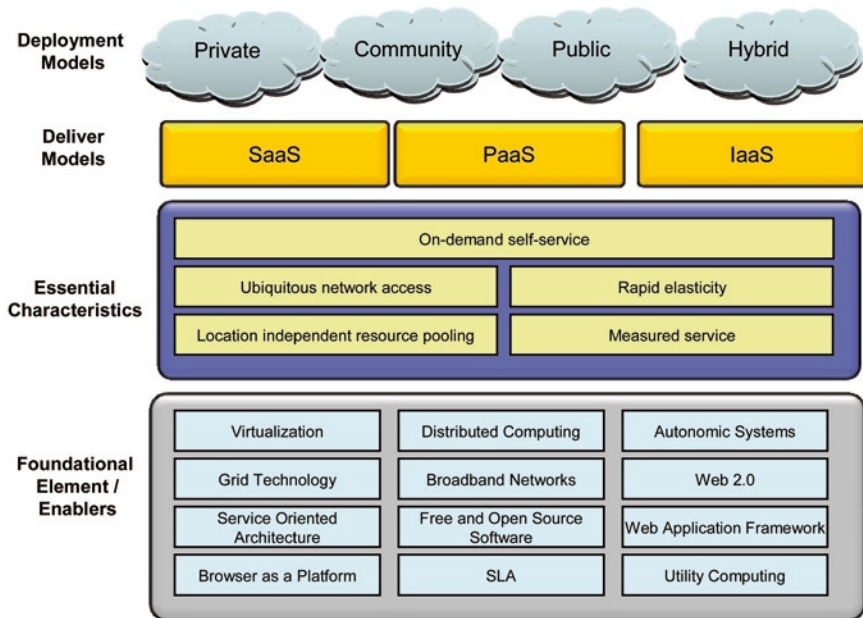 Deployment
Models
Private
Community
Public
Hybrid
Deliver
Models
SaaS
PaaS
IaaS
Essential
Characteristics
On-demand self-service
Ubiquitous network access
Rapid elasticity
Location independent resource pooling
Measured service
Foundational
Element /
Enablers
Virtualization
Distributed Computing
Autonomic Systems
Grid Technology
Broadband Networks
Web 2.0
Service Oriented
Architecture
Free and Open Source
Software
Web Application Framework
Browser as a Platform
SLA
Utility Computing